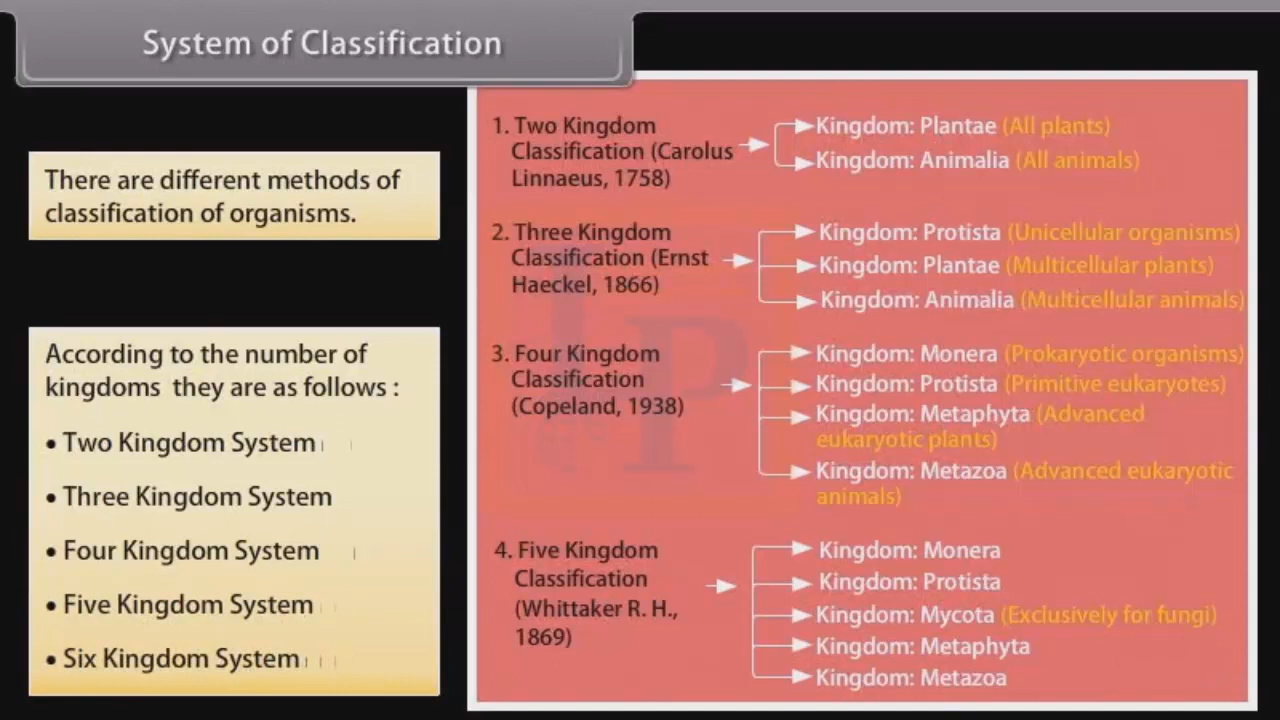 System of Classification
There are different methods of
classification of organisms.
According to the number of
kingdoms they are as follows :
• Two Kingdom System
• Three Kingdom System
• Four Kingdom System
• Five Kingdom System
• Six Kingdom System
1. Two Kingdom
Classification (Carolus
Linnaeus, 1758)
Kingdom: Plantae (All plants)
Kingdom: Animalia (All animals)
2. Three Kingdom
Classification (Ernst
Haeckel, 1866)
Kingdom: Protista (Unicellular organisms)
Kingdom: Plantae (Multicellular plants)
Kingdom: Animalia (Multicellular animals)
3. Four Kingdom
Classification
(Copeland, 1938)
Kingdom: Monera (Prokaryotic organisms)
Kingdom: Protista (Primitive eukaryotes)
Kingdom: Metaphyta (Advanced
eukaryotic plants)
Kingdom: Metazoa (Advanced eukaryotic
animals)
4. Five Kingdom
Classification
(Whittaker R. H.,
1869)
Kingdom: Monera
Kingdom: Protista
Kingdom: Mycota (Exclusively for fungi)
Kingdom: Metaphyta
Kingdom: Metazoa